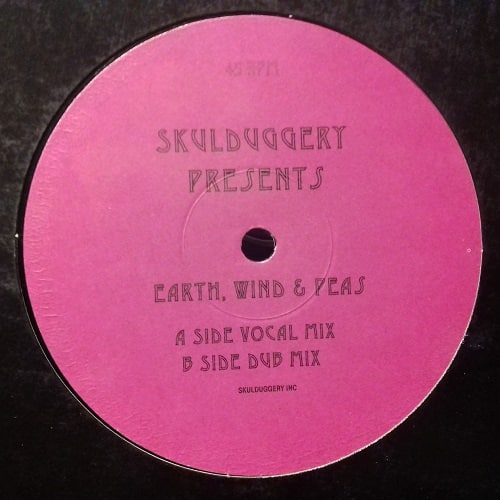 45 RPM
SKULDUGGERY
PRESENTS
EARTH, WIND & PEAS
A SIDE VOCAL MIX
B SIDE DUB MIX
SKULDUGGERY INC